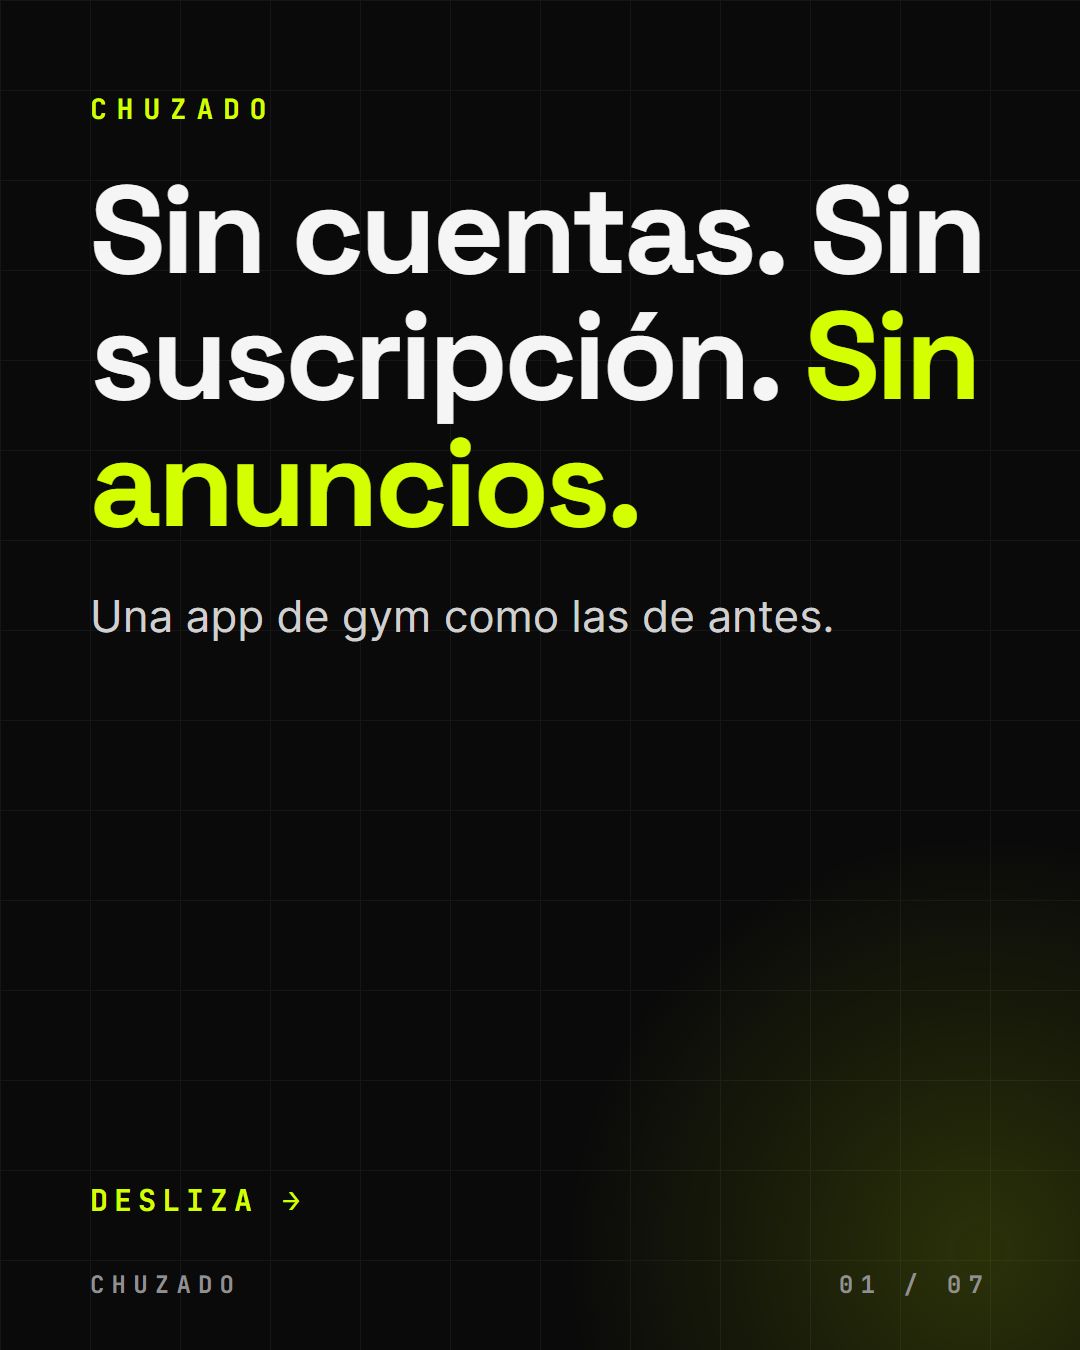 CHUZADO
Sin cuentas. Sin
suscripción. Sin
anuncios.
Una app de gym como las de antes.
DESLIZA →
CHUZADO
01 / 07